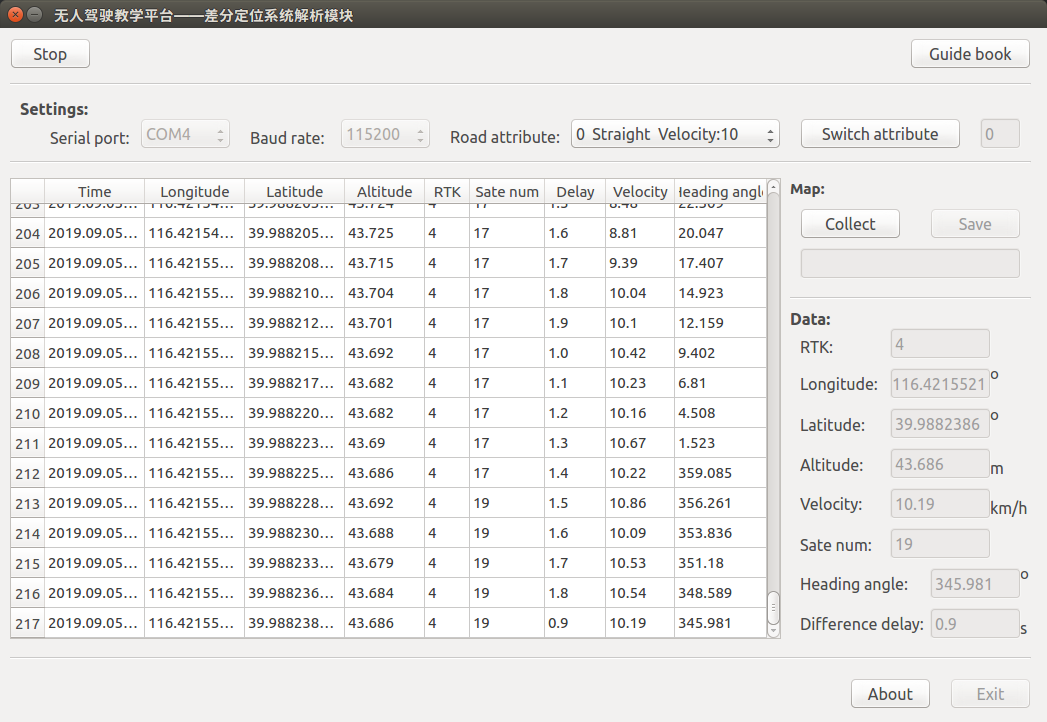 无人驾驶教学平台——差分定位系统解析模块
Stop Guide book
Settings:
Serial port: COM4 Baud rate: 115200 Road attribute: 0 Straight Velocity:10 Switch attribute 0
Time Longitude Latitude Altitude RTK Sate num Delay Velocity Heading angle
204 2019.09.05... 116.42154... 39.988205... 43.725 4 17 1.6 8.81 20.047
205 2019.09.05... 116.42155... 39.988208... 43.715 4 17 1.7 9.39 17.407
206 2019.09.05... 116.42155... 39.988210... 43.704 4 17 1.8 10.04 14.923
207 2019.09.05... 116.42155... 39.988212... 43.701 4 17 1.9 10.1 12.159
208 2019.09.05... 116.42155... 39.988215... 43.692 4 17 1.0 10.42 9.402
209 2019.09.05... 116.42155... 39.988217... 43.682 4 17 1.1 10.23 6.81
210 2019.09.05... 116.42155... 39.988220... 43.682 4 17 1.2 10.16 4.508
211 2019.09.05... 116.42155... 39.988223... 43.69 4 17 1.3 10.67 1.523
212 2019.09.05... 116.42155... 39.988225... 43.686 4 17 1.4 10.22 359.085
213 2019.09.05... 116.42155... 39.988228... 43.692 4 19 1.5 10.86 356.261
214 2019.09.05... 116.42155... 39.988230... 43.688 4 19 1.6 10.09 353.836
215 2019.09.05... 116.42155... 39.988233... 43.679 4 19 1.7 10.53 351.18
216 2019.09.05... 116.42155... 39.988236... 43.684 4 19 1.8 10.54 348.589
217 2019.09.05... 116.42155... 39.988238... 43.686 4 19 0.9 10.19 345.981
Map:
Collect Save
Data:
RTK: 4
Longitude: 116.4215521 o
Latitude: 39.9882386 o
Altitude: 43.686 m
Velocity: 10.19 km/h
Sate num: 19
Heading angle: 345.981 o
Difference delay: 0.9 s
About Exit